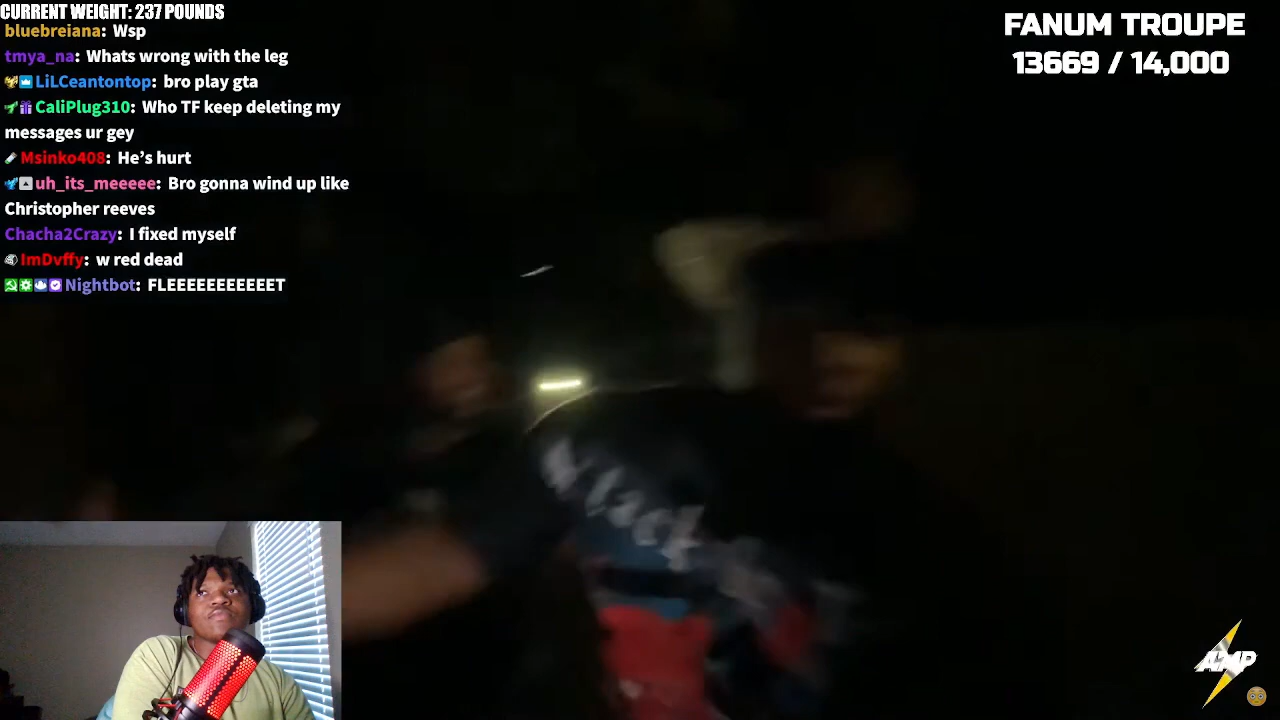 CURRENT WEIGHT: 237 POUNDS
bluebreiana: Wsp
tmya_na: Whats wrong with the leg
LiLCeantontop: bro play gta
CaliPlug310: Who TF keep deleting my
messages ur gey
Msinko408: He's hurt
uh_its_meeeee: Bro gonna wind up like
Christopher reeves
Chacha2Crazy: I fixed myself
ImDvffy: w red dead
Nightbot: FLEEEEEEEEEEET
FANUM TROUPE
13669 / 14,000
AMP